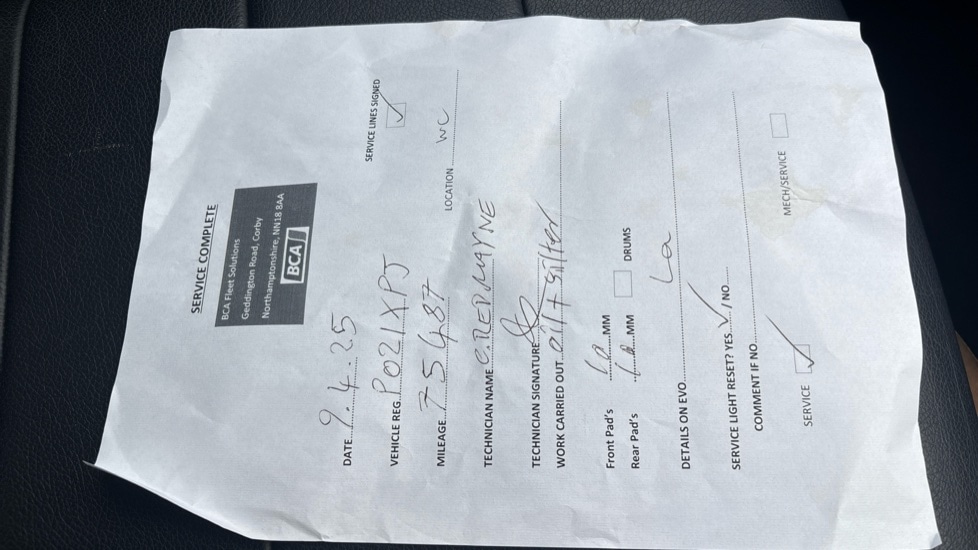 SERVICE COMPLETE
BCA Fleet Solutions
Geddington Road, Corby
Northamptonshire, NN18 8AA
BCA
DATE 9.4.25
SERVICE LINES SIGNED
VEHICLE REG PO21XPJ
MILEAGE 75487 LOCATION WC
TECHNICIAN NAME C.REDMAYNE
TECHNICIAN SIGNATURE
WORK CARRIED OUT oil + filter
Front Pad's MM
Rear Pad's MM DRUMS
DETAILS ON EVO
SERVICE LIGHT RESET? YES / NO
COMMENT IF NO
SERVICE MECH/SERVICE